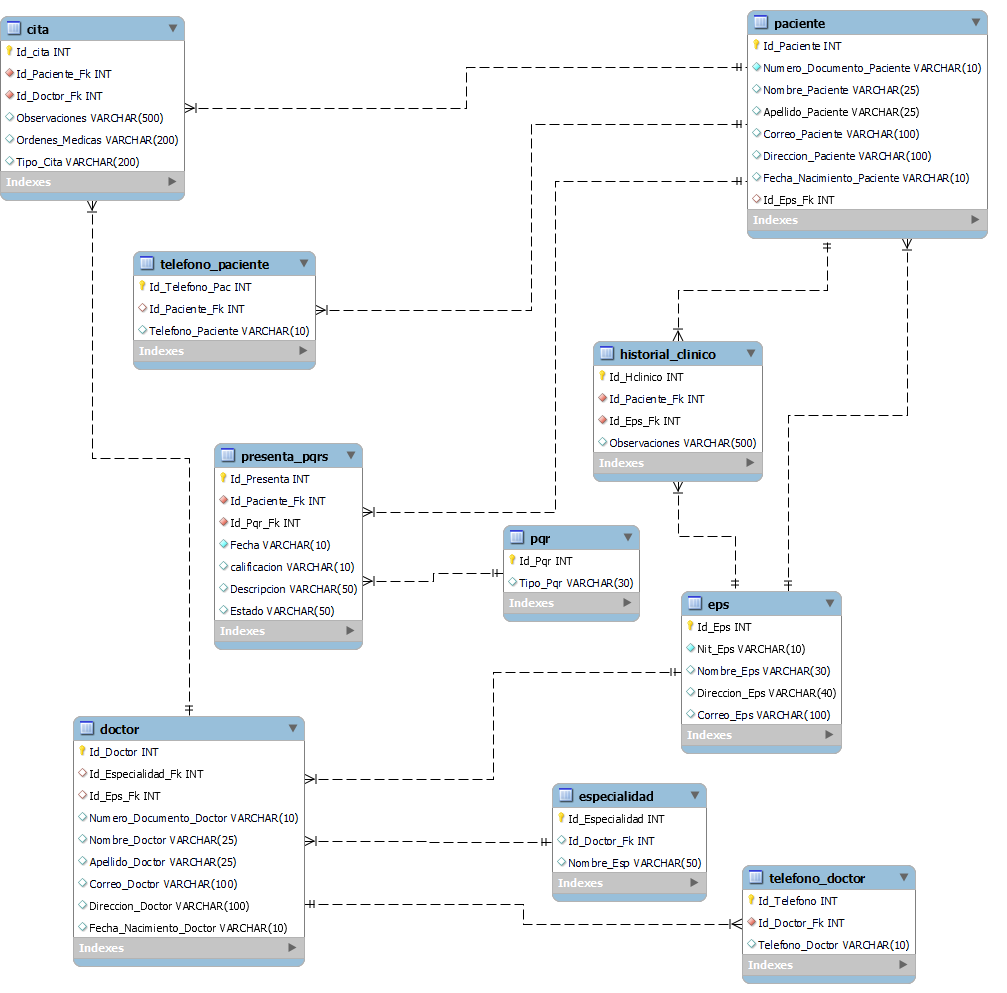 cita
Id_cita INT
Id_Paciente_Fk INT
Id_Doctor_Fk INT
Observaciones VARCHAR(500)
Ordenes_Medicas VARCHAR(200)
Tipo_Cita VARCHAR(200)
Indexes
paciente
Id_Paciente INT
Numero_Documento_Paciente VARCHAR(10)
Nombre_Paciente VARCHAR(25)
Apellido_Paciente VARCHAR(25)
Correo_Paciente VARCHAR(100)
Direccion_Paciente VARCHAR(100)
Fecha_Nacimiento_Paciente VARCHAR(10)
Id_Eps_Fk INT
Indexes
telefono_paciente
Id_Telefono_Pac INT
Id_Paciente_Fk INT
Telefono_Paciente VARCHAR(10)
Indexes
historial_clinico
Id_Hclinico INT
Id_Paciente_Fk INT
Id_Eps_Fk INT
Observaciones VARCHAR(500)
Indexes
presenta_pqrs
Id_Presenta INT
Id_Paciente_Fk INT
Id_Pqr_Fk INT
Fecha VARCHAR(10)
calificacion VARCHAR(10)
Descripcion VARCHAR(50)
Estado VARCHAR(50)
Indexes
pqr
Id_Pqr INT
Tipo_Pqr VARCHAR(30)
Indexes
eps
Id_Eps INT
Nit_Eps VARCHAR(10)
Nombre_Eps VARCHAR(30)
Direccion_Eps VARCHAR(40)
Correo_Eps VARCHAR(100)
Indexes
doctor
Id_Doctor INT
Id_Especialidad_Fk INT
Id_Eps_Fk INT
Numero_Documento_Doctor VARCHAR(10)
Nombre_Doctor VARCHAR(25)
Apellido_Doctor VARCHAR(25)
Correo_Doctor VARCHAR(100)
Direccion_Doctor VARCHAR(100)
Fecha_Nacimiento_Doctor VARCHAR(10)
Indexes
especialidad
Id_Especialidad INT
Id_Doctor_Fk INT
Nombre_Esp VARCHAR(50)
Indexes
telefono_doctor
Id_Telefono INT
Id_Doctor_Fk INT
Telefono_Doctor VARCHAR(10)
Indexes